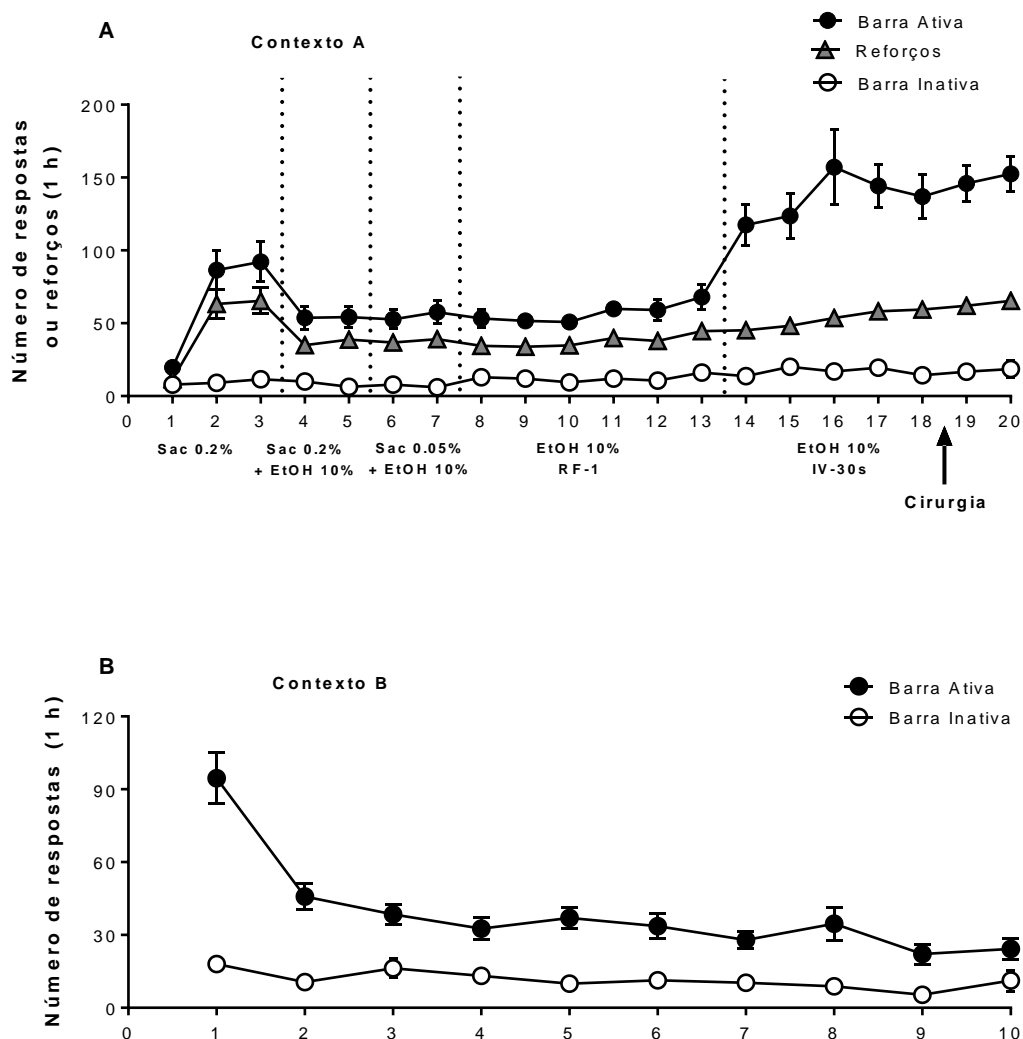 A
Contexto A
Barra Ativa
Reforços
Barra Inativa
Número de respostas
ou reforços (1 h)
200
150
100
50
0
0 1 2 3 4 5 6 7 8 9 10 11 12 13 14 15 16 17 18 19 20
Sac 0.2%
Sac 0.2%
+ EtOH 10%
Sac 0.05%
+ EtOH 10%
EtOH 10%
RF-1
EtOH 10%
IV-30s
Cirurgia
B
Contexto B
Barra Ativa
Barra Inativa
Número de respostas (1 h)
120
90
60
30
0
0 1 2 3 4 5 6 7 8 9 10